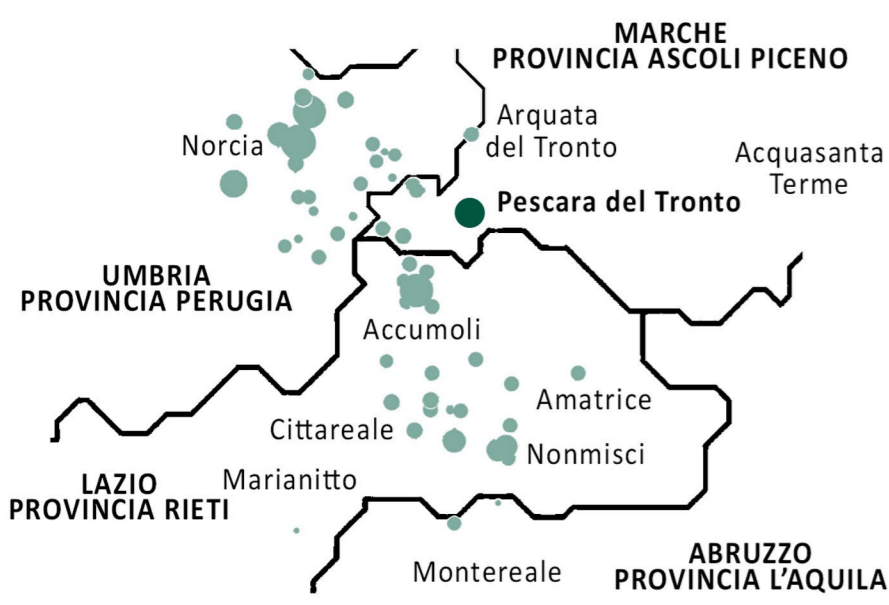 MARCHE
PROVINCIA ASCOLI PICENO
Arquata
del Tronto
Norcia
Acquasanta
Terme
Pescara del Tronto
UMBRIA
PROVINCIA PERUGIA
Accumoli
Amatrice
Cittareale
Nonmisci
Marianitto
LAZIO
PROVINCIA RIETI
Montereale
ABRUZZO
PROVINCIA L'AQUILA